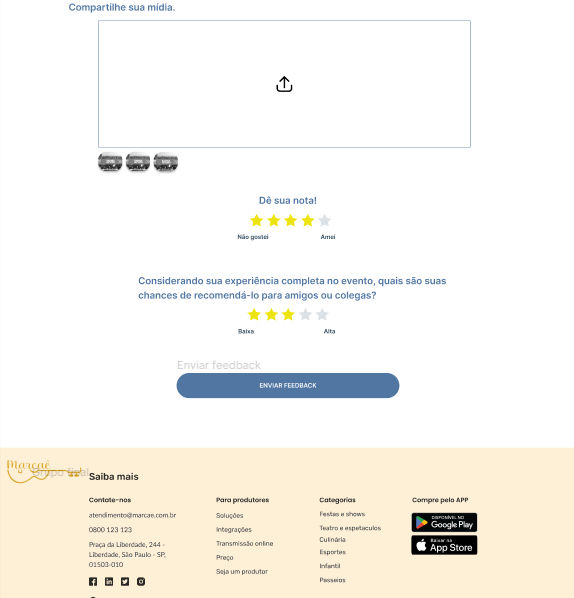 Compartilhe sua mídia.
Dê sua nota!
Não gostei
Amei
Considerando sua experiência completa no evento, quais são suas
chances de recomendá-lo para amigos ou colegas?
Baixa
Alta
Enviar feedback
ENVIAR FEEDBACK
Marcaê
Grupo final
Saiba mais
Contate-nos
atendimento@marcae.com.br
0800 123 123
Praça da Liberdade, 244 -
Liberdade, São Paulo - SP,
01503-010
Para produtores
Soluções
Integrações
Transmissão online
Preço
Seja um produtor
Categorias
Festas e shows
Teatro e espetaculos
Culinária
Esportes
Infantil
Passeios
Compre pelo APP
DISPONÍVEL NO
Google Play
Baixar na
App Store